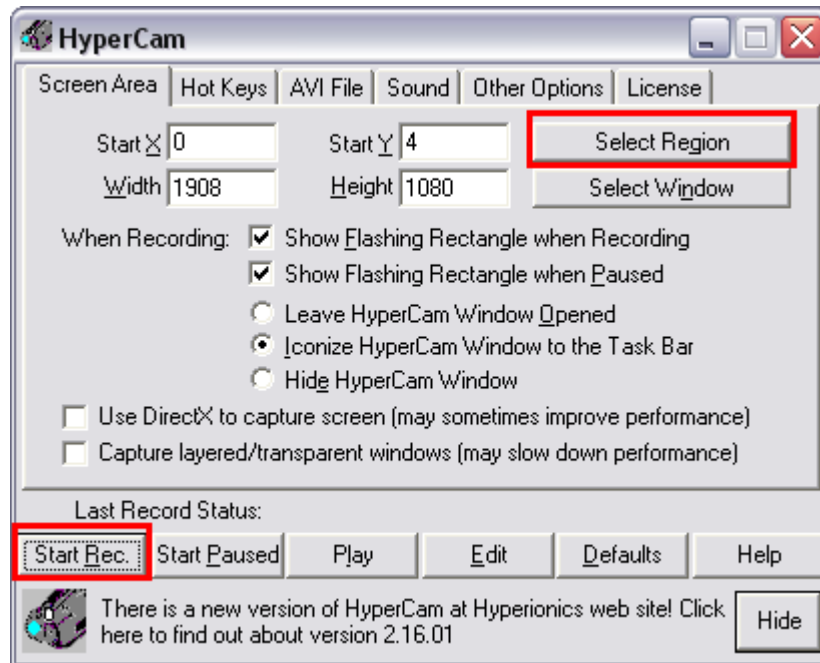 HyperCam
Screen Area Hot Keys AVI File Sound Other Options License
Start X 0 Start Y 4 Select Region
Width 1908 Height 1080 Select Window
When Recording: Show Flashing Rectangle when Recording
Show Flashing Rectangle when Paused
Leave HyperCam Window Opened
Iconize HyperCam Window to the Task Bar
Hide HyperCam Window
Use DirectX to capture screen (may sometimes improve performance)
Capture layered/transparent windows (may slow down performance)
Last Record Status:
Start Rec. Start Paused Play Edit Defaults Help
There is a new version of HyperCam at Hyperionics web site! Click
here to find out about version 2.16.01
Hide